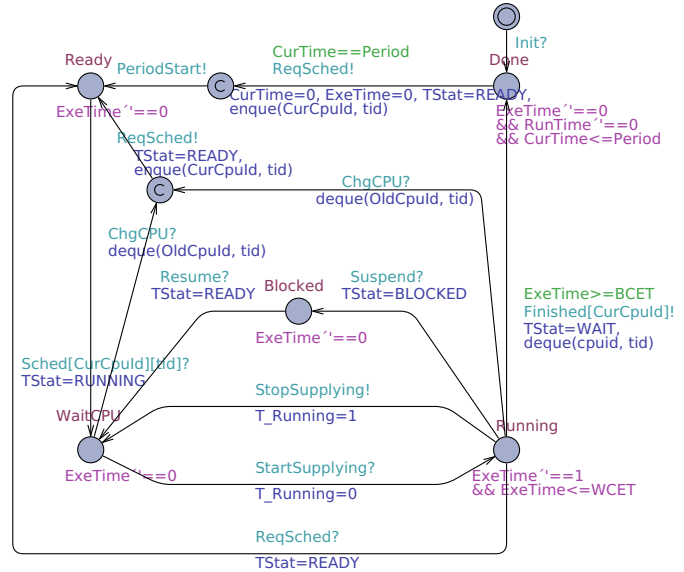 Init?
Ready
CurTime==Period
Done
PeriodStart!
ReqSched!
C
CurTime=0, ExeTime=0, TStat=READY,
enque(CurCpuId, tid)
ExeTime´'==0
ExeTime´'==0
&& RunTime´'==0
&& CurTime<=Period
ReqSched!
TStat=READY,
enque(CurCpuId, tid)
C
ChgCPU?
deque(OldCpuId, tid)
ChgCPU?
deque(OldCpuId, tid)
Resume?
TStat=READY
Blocked
Suspend?
TStat=BLOCKED
ExeTime´'==0
ExeTime>=BCET
Finished[CurCpuId]!
TStat=WAIT,
deque(cpuid, tid)
Sched[CurCpuId][tid]?
TStat=RUNNING
StopSupplying!
T_Running=1
WaitCPU
Running
ExeTime´'==0
StartSupplying?
T_Running=0
ExeTime´'==1
&& ExeTime<=WCET
ReqSched?
TStat=READY